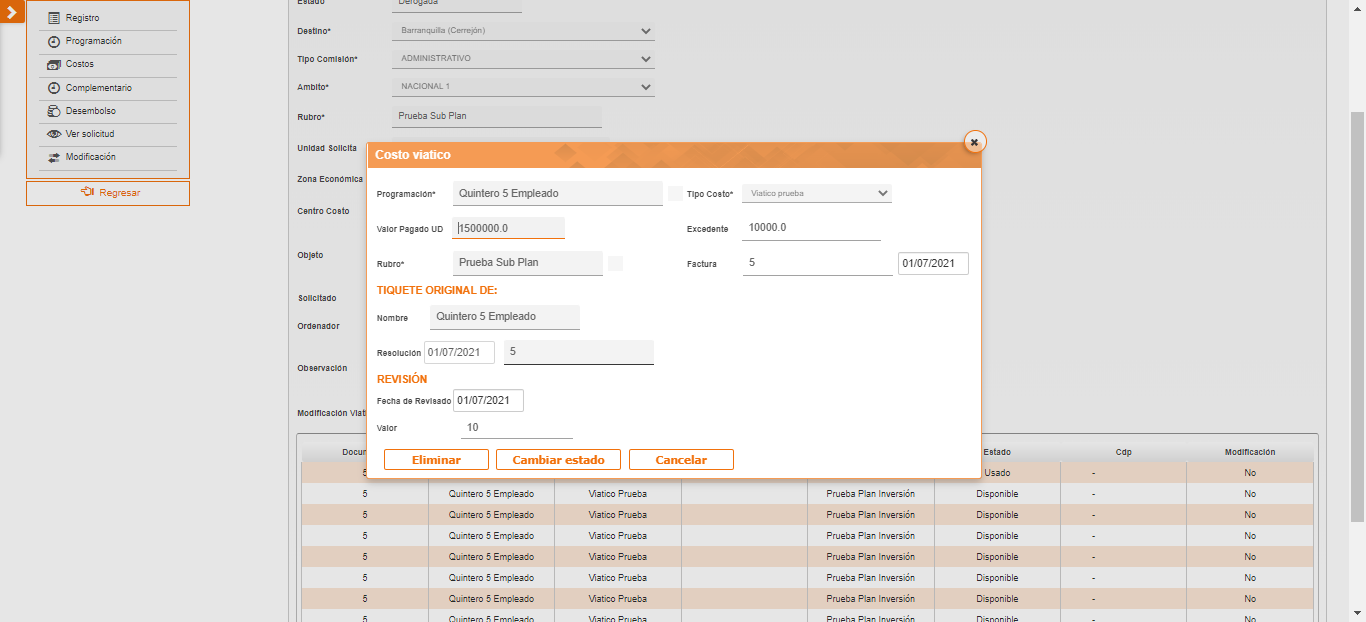 Registro
Programación
Costos
Complementario
Desembolso
Ver solicitud
Modificación
Regresar
Estado Derogada
Destino* Barranquilla (Cerrejón)
Tipo Comisión* ADMINISTRATIVO
Ambito* NACIONAL 1
Rubro* Prueba Sub Plan
Unidad Solicita
Zona Económica
Centro Costo
Objeto
Solicitado
Ordenador
Observación
Modificación
Costo viatico
Programación* Quintero 5 Empleado Tipo Costo* Viatico prueba
Valor Pagado UD 1500000.0 Excedente 10000.0
Rubro* Prueba Sub Plan Factura 5 01/07/2021
TIQUETE ORIGINAL DE:
Nombre Quintero 5 Empleado
Resolución 01/07/2021 5
REVISIÓN
Fecha de Revisado 01/07/2021
Valor 10
Eliminar Cambiar estado Cancelar
Estado Cdp Modificación
5 Usado - No
5 Quintero 5 Empleado Viatico Prueba Prueba Plan Inversión Disponible - No
5 Quintero 5 Empleado Viatico Prueba Prueba Plan Inversión Disponible - No
5 Quintero 5 Empleado Viatico Prueba Prueba Plan Inversión Disponible - No
5 Quintero 5 Empleado Viatico Prueba Prueba Plan Inversión Disponible - No
5 Quintero 5 Empleado Viatico Prueba Prueba Plan Inversión Disponible - No
5 Quintero 5 Empleado Viatico Prueba Prueba Plan Inversión Disponible - No
5 Quintero 5 Empleado Viatico Prueba Prueba Plan Inversión Disponible - No